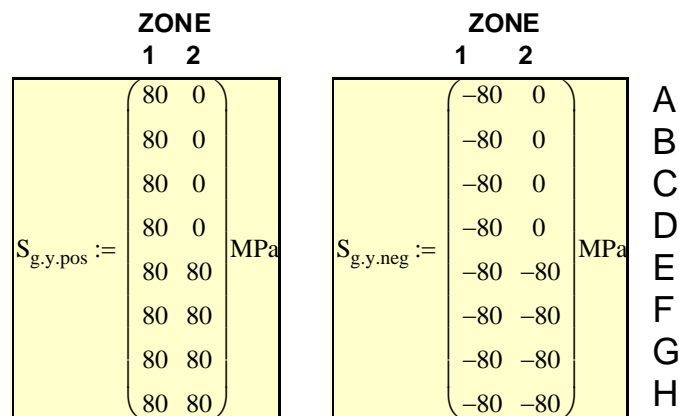 ZONE ZONE
1 2 1 2
80 0 −80 0 A
80 0 −80 0 B
80 0 −80 0 C
80 0 −80 0 D
S_g.y.pos := MPa S_g.y.neg := MPa
80 80 −80 −80 E
80 80 −80 −80 F
80 80 −80 −80 G
80 80 −80 −80 H